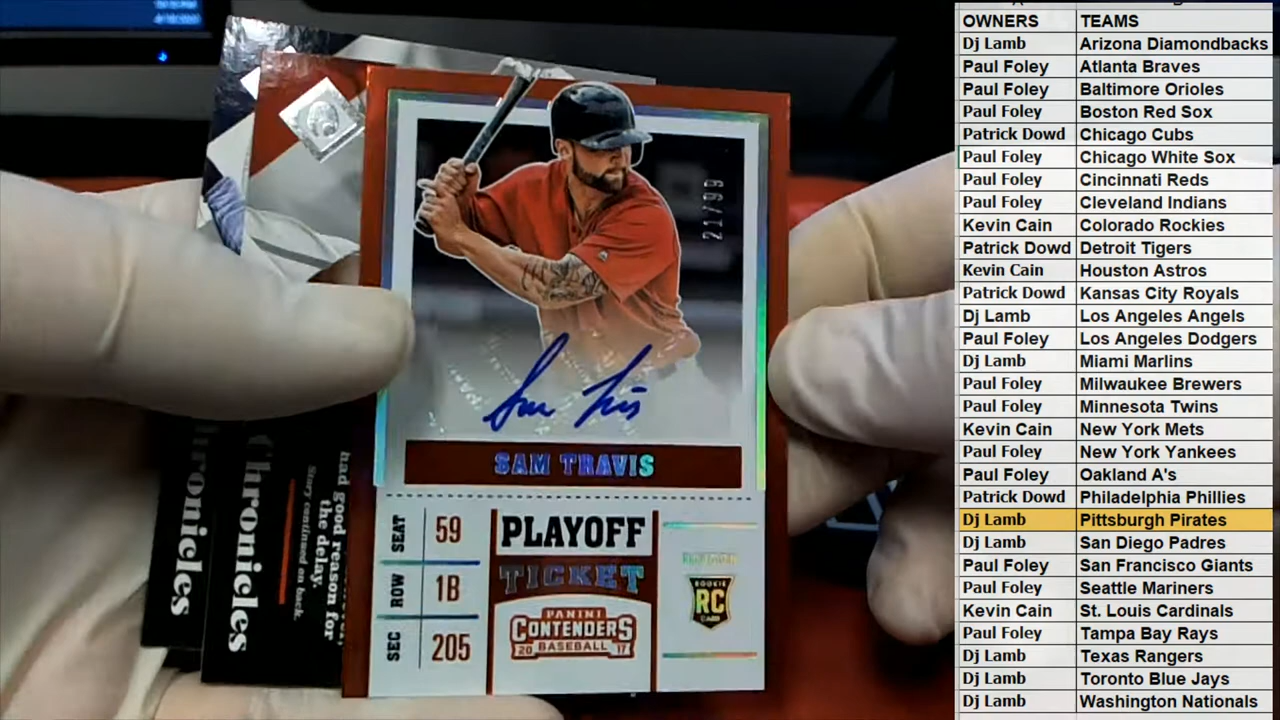 21/99
Sam Travis
SAM TRAVIS
SEAT 59
ROW 1B
SEC 205
PLAYOFF
TICKET
PANINI
CONTENDERS
20 BASEBALL 17
ROOKIE
RC
CARD
Chronicles
Chronicles
Story continued on back.
had good reason for
the delay.
OWNERS TEAMS
Dj Lamb Arizona Diamondbacks
Paul Foley Atlanta Braves
Paul Foley Baltimore Orioles
Paul Foley Boston Red Sox
Patrick Dowd Chicago Cubs
Paul Foley Chicago White Sox
Paul Foley Cincinnati Reds
Paul Foley Cleveland Indians
Kevin Cain Colorado Rockies
Patrick Dowd Detroit Tigers
Kevin Cain Houston Astros
Patrick Dowd Kansas City Royals
Dj Lamb Los Angeles Angels
Paul Foley Los Angeles Dodgers
Dj Lamb Miami Marlins
Paul Foley Milwaukee Brewers
Paul Foley Minnesota Twins
Kevin Cain New York Mets
Paul Foley New York Yankees
Paul Foley Oakland A's
Patrick Dowd Philadelphia Phillies
Dj Lamb Pittsburgh Pirates
Dj Lamb San Diego Padres
Paul Foley San Francisco Giants
Paul Foley Seattle Mariners
Kevin Cain St. Louis Cardinals
Paul Foley Tampa Bay Rays
Dj Lamb Texas Rangers
Dj Lamb Toronto Blue Jays
Dj Lamb Washington Nationals